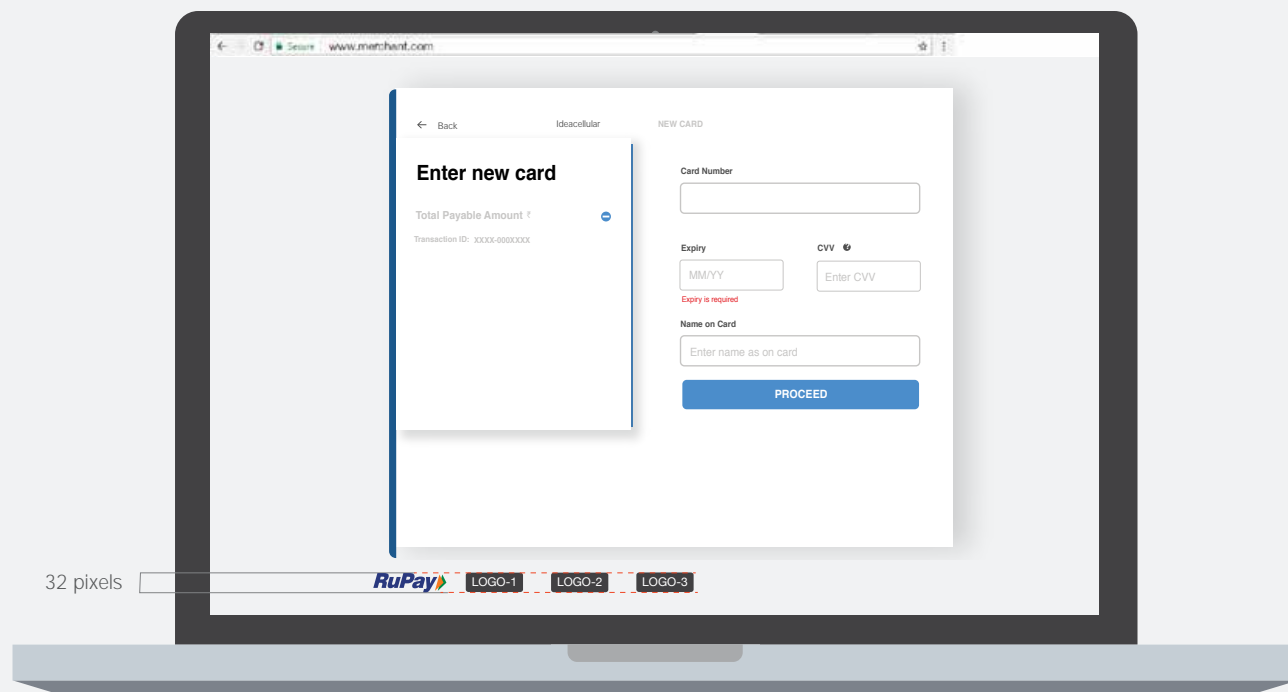 Secure www.merchant.com
Back Ideacellular NEW CARD
Enter new card
Total Payable Amount ₹
Transaction ID: XXXX-000XXXX
Card Number
Expiry CVV
MM/YY Enter CVV
Expiry is required
Name on Card
Enter name as on card
PROCEED
32 pixels RuPay LOGO-1 LOGO-2 LOGO-3